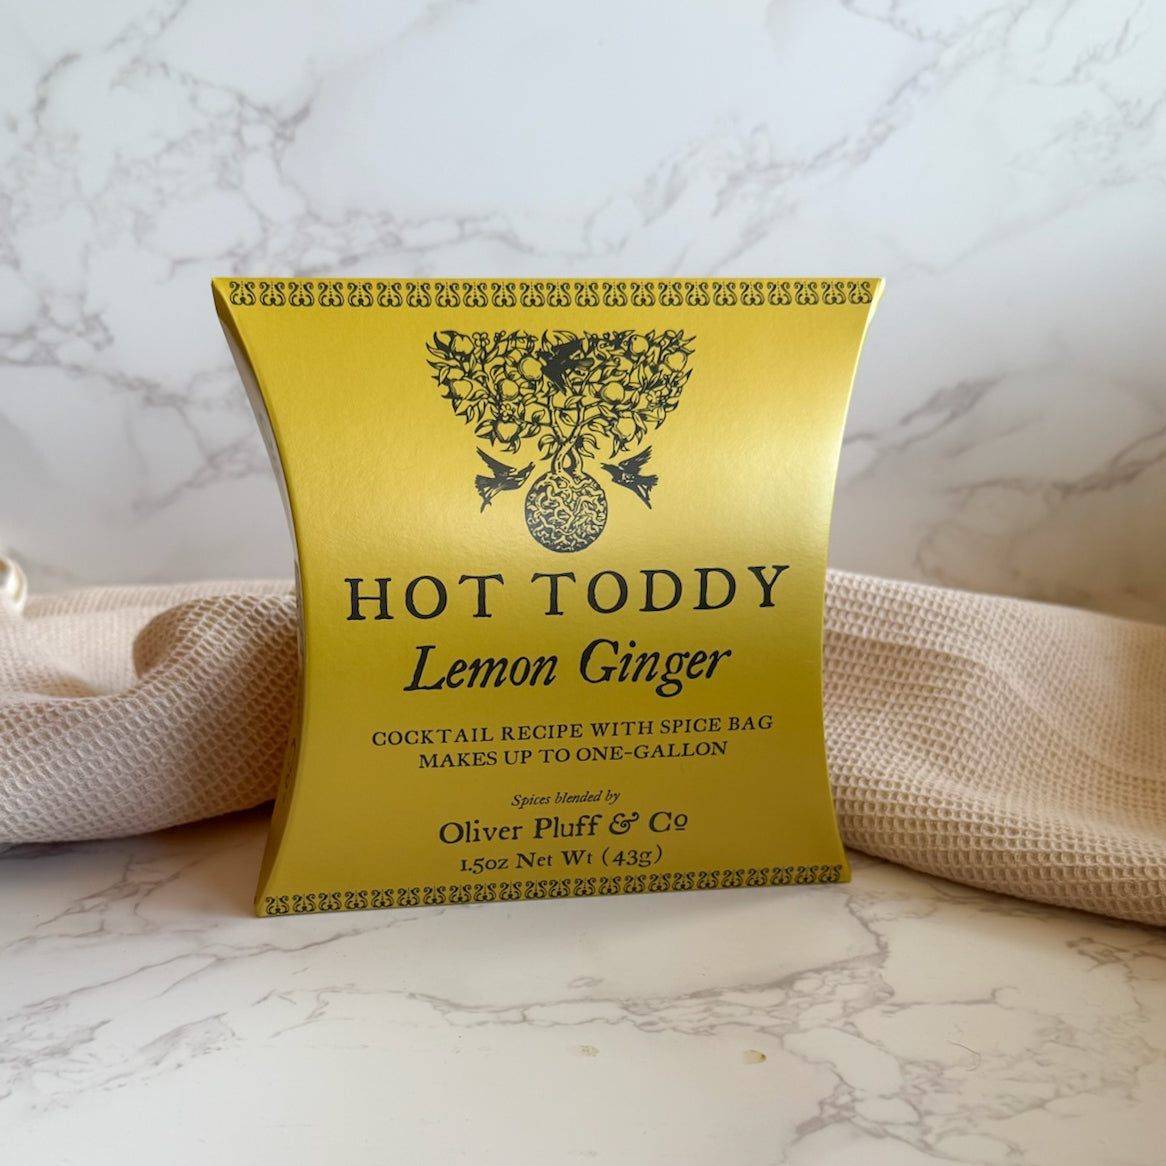 HOT TODDY
Lemon Ginger
COCKTAIL RECIPE WITH SPICE BAG
MAKES UP TO ONE-GALLON
Spices blended by
Oliver Pluff & Co
1.5oz Net Wt (43g)